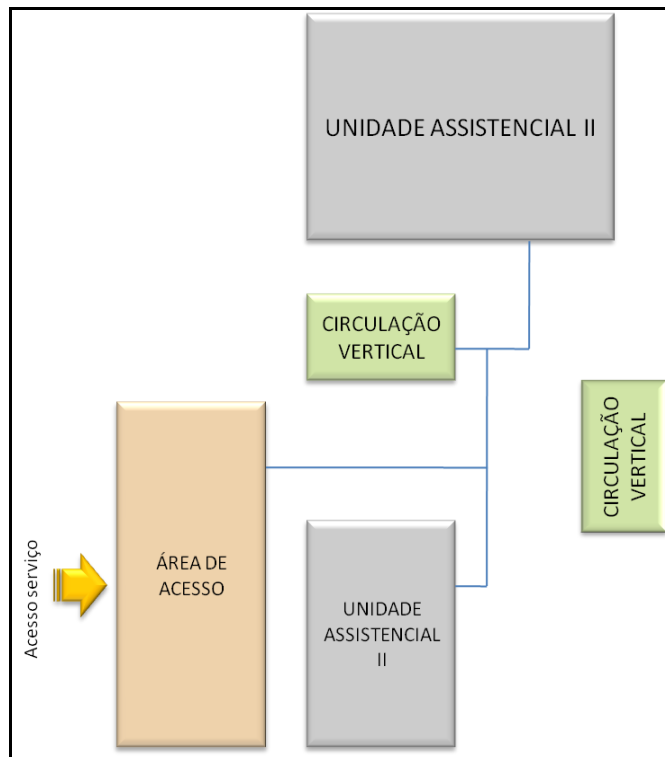 UNIDADE ASSISTENCIAL II
CIRCULAÇÃO
VERTICAL
CIRCULAÇÃO
VERTICAL
ÁREA DE
ACESSO
Acesso serviço
UNIDADE
ASSISTENCIAL
II